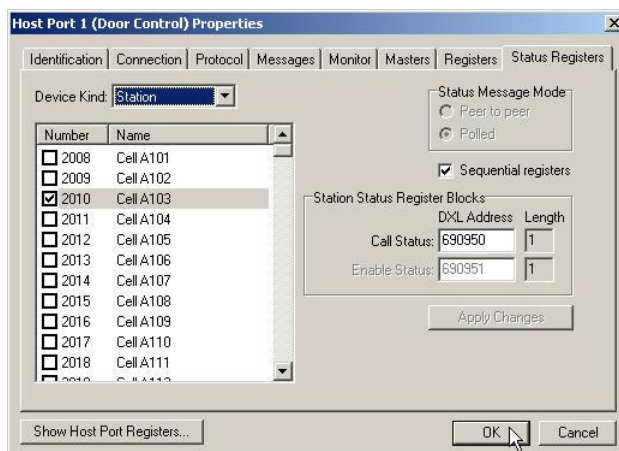 Host Port 1 (Door Control) Properties
Identification Connection Protocol Messages Monitor Masters Registers Status Registers
Device Kind: Station
Number Name
2008 Cell A101
2009 Cell A102
2010 Cell A103
2011 Cell A104
2012 Cell A105
2013 Cell A106
2014 Cell A107
2015 Cell A108
2016 Cell A109
2017 Cell A110
2018 Cell A111
Status Message Mode
Peer to peer
Polled
Sequential registers
Station Status Register Blocks
DXL Address Length
Call Status: 690950 1
Enable Status: 690951 1
Apply Changes
Show Host Port Registers...
OK Cancel